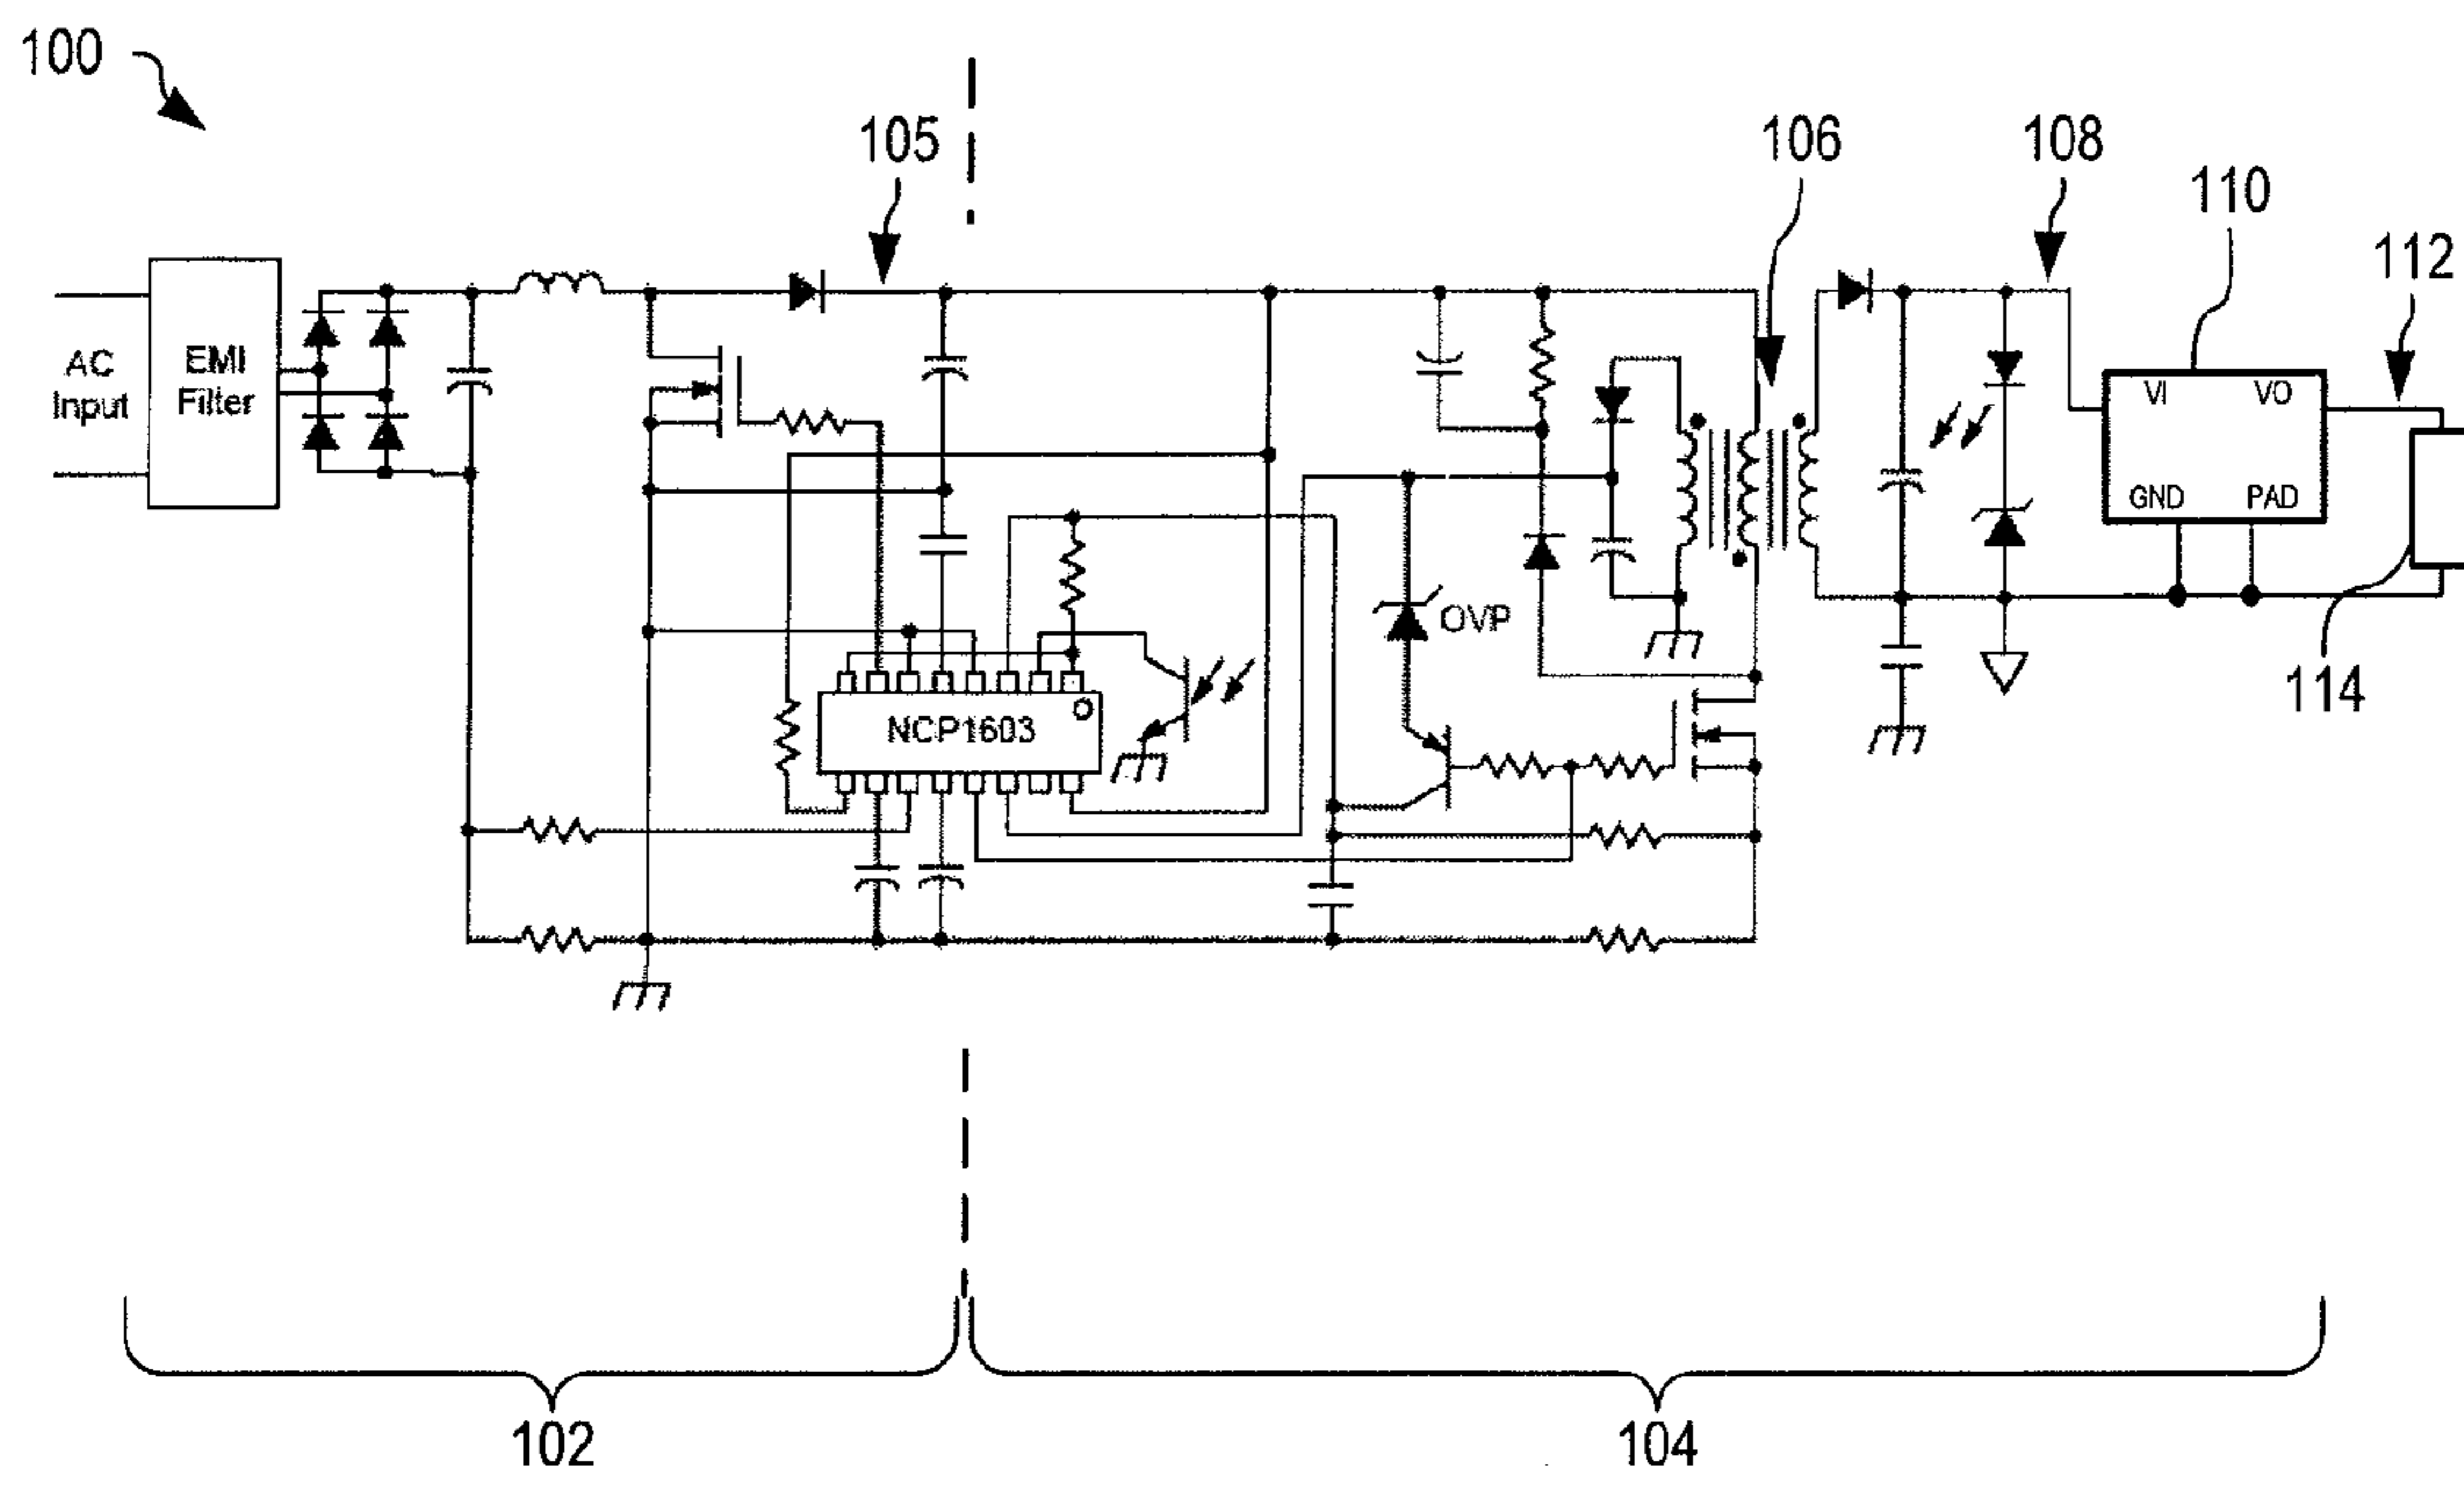 100
105
106
108
110
112
AC
Input
EMI
Filter
VI
VO
GND
PAD
OVP
114
NCP1603
102
104